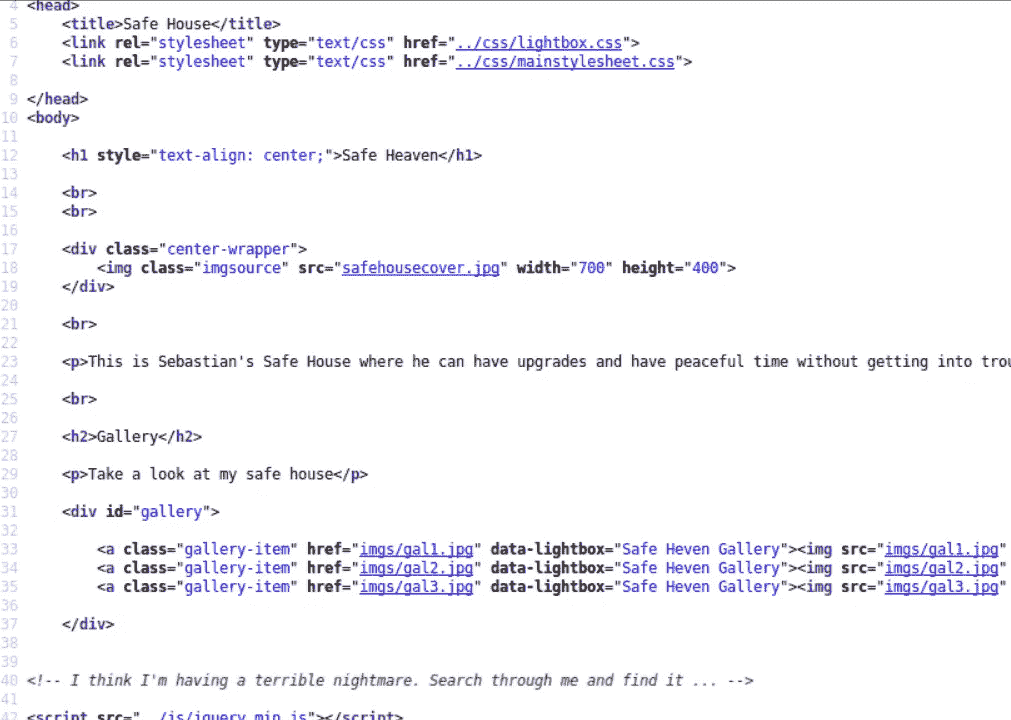 4 <head>
5 <title>Safe House</title>
6 <link rel="stylesheet" type="text/css" href="../css/lightbox.css">
7 <link rel="stylesheet" type="text/css" href="../css/mainstylesheet.css">
8
9 </head>
10 <body>
11
12 <h1 style="text-align: center;">Safe Heaven</h1>
13
14 <br>
15 <br>
16
17 <div class="center-wrapper">
18 <img class="imgsource" src="safehousecover.jpg" width="700" height="400">
19 </div>
20
21 <br>
22
23 <p>This is Sebastian's Safe House where he can have upgrades and have peaceful time without getting into trou
24
25 <br>
26
27 <h2>Gallery</h2>
28
29 <p>Take a look at my safe house</p>
30
31 <div id="gallery">
32
33 <a class="gallery-item" href="imgs/gal1.jpg" data-lightbox="Safe Heven Gallery"><img src="imgs/gal1.jpg"
34 <a class="gallery-item" href="imgs/gal2.jpg" data-lightbox="Safe Heven Gallery"><img src="imgs/gal2.jpg"
35 <a class="gallery-item" href="imgs/gal3.jpg" data-lightbox="Safe Heven Gallery"><img src="imgs/gal3.jpg"
36
37 </div>
38
39
40 <!-- I think I'm having a terrible nightmare. Search through me and find it ... -->
41
42 <script src="../js/jquery.min.js"></script>